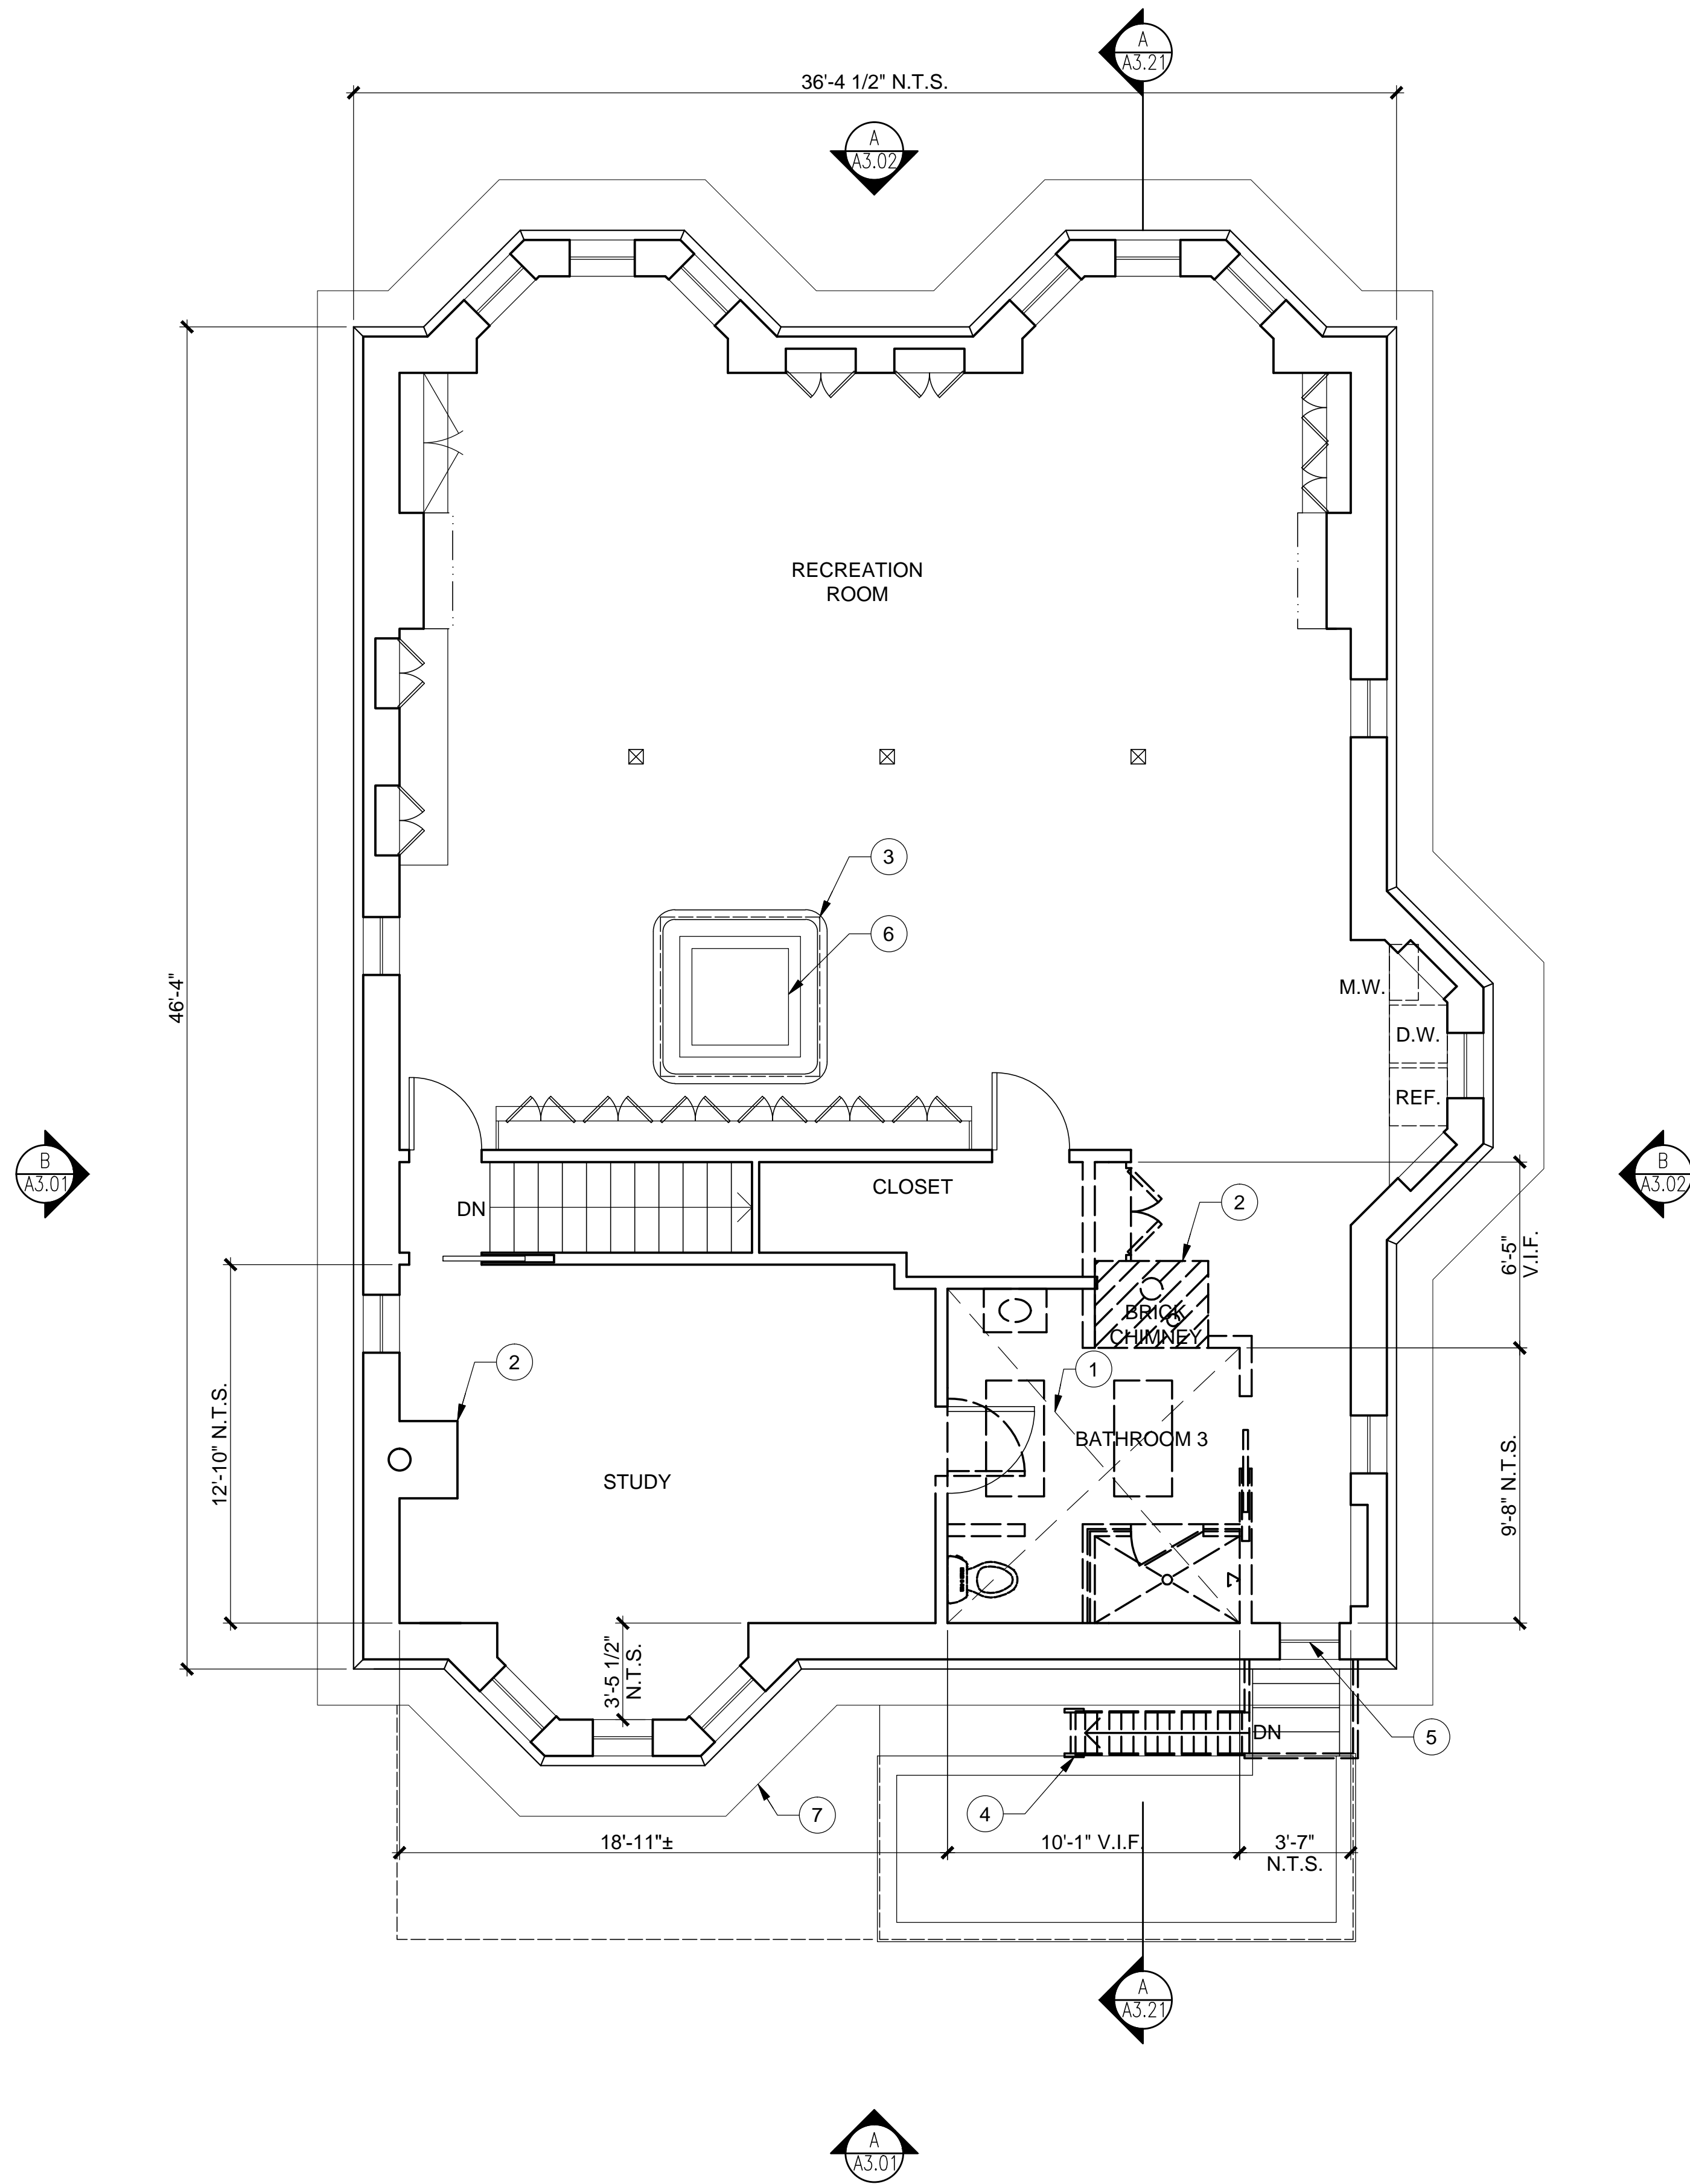 A
A3.21
36'-4 1/2" N.T.S.
A
A3.02
RECREATION
ROOM
3
6
46'-4"
M.W.
D.W.
REF.
B
A3.01
B
A3.02
DN
CLOSET
2
6'-5"
V.I.F.
BRICK
CHIMNEY
2
1
12'-10" N.T.S.
BATHROOM 3
STUDY
9'-8" N.T.S.
3'-5 1/2"
N.T.S.
DN
5
7
4
18'-11"±
10'-1" V.I.F.
3'-7"
N.T.S.
A
A3.21
A
A3.01